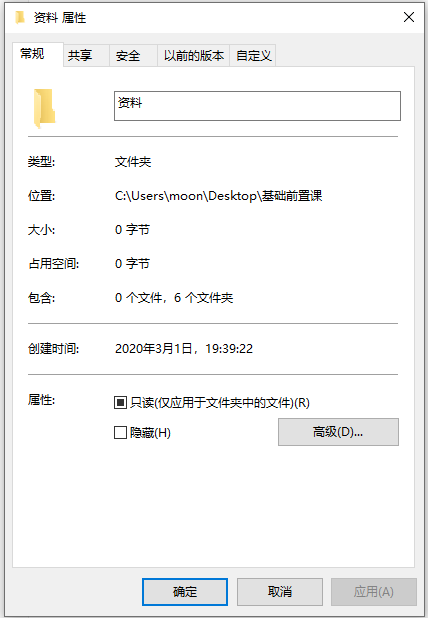 资料 属性
常规 共享 安全 以前的版本 自定义
资料
类型: 文件夹
位置: C:\Users\moon\Desktop\基础前置课
大小: 0 字节
占用空间: 0 字节
包含: 0 个文件，6 个文件夹
创建时间: 2020年3月1日，19:39:22
属性: 只读(仅应用于文件夹中的文件)(R)
隐藏(H) 高级(D)...
确定 取消 应用(A)